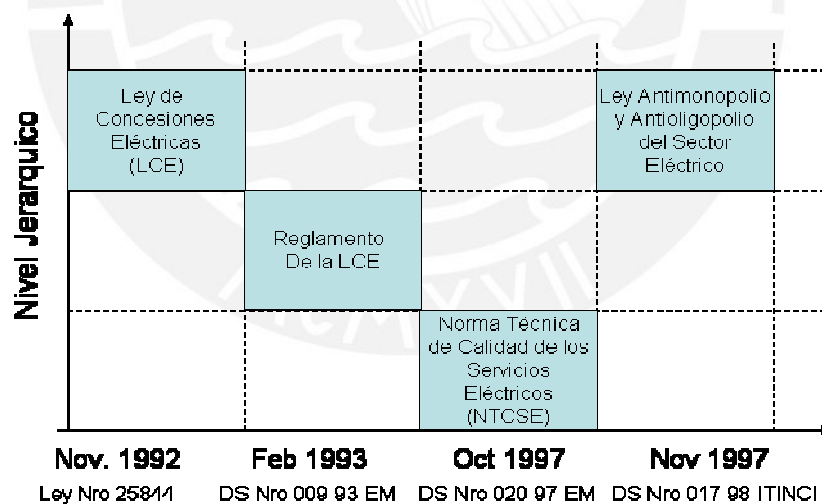 Nivel Jerarquico
Ley de
Concesiones
Eléctricas
(LCE)
Ley Antimonopolio
y Antioligopolio
del Sector
Eléctrico
Reglamento
De la LCE
Norma Técnica
de Calidad de los
Servicios
Eléctricos
(NTCSE)
MCMXVII
Nov. 1992
Feb 1993
Oct 1997
Nov 1997
Ley Nro 25844
DS Nro 009 93 EM
DS Nro 020 97 EM
DS Nro 017 98 ITINCI